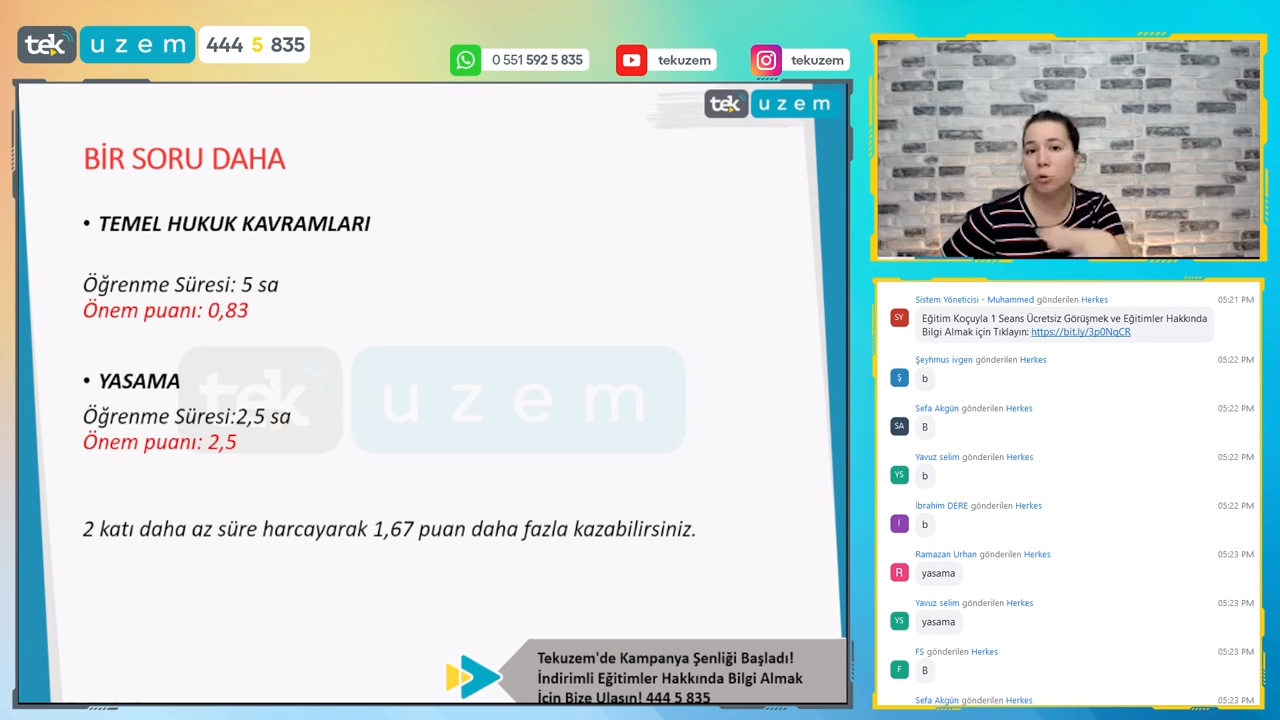 tek uzem 444 5 835
0 551 592 5 835
tekuzem
tekuzem
tek uzem
BİR SORU DAHA
• TEMEL HUKUK KAVRAMLARI
Öğrenme Süresi: 5 sa
Önem puanı: 0,83
• YASAMA
Öğrenme Süresi:2,5 sa
Önem puanı: 2,5
tek uzem
2 katı daha az süre harcayarak 1,67 puan daha fazla kazabilirsiniz.
Tekuzem'de Kampanya Şenliği Başladı!
İndirimli Eğitimler Hakkında Bilgi Almak
İçin Bize Ulaşın! 444 5 835
Sistem Yöneticisi - Muhammed gönderilen Herkes 05:21 PM
SY
Eğitim Koçuyla 1 Seans Ücretsiz Görüşmek ve Eğitimler Hakkında
Bilgi Almak için Tıklayın: https://bit.ly/3p0NqCR
Şeyhmus ivgen gönderilen Herkes 05:22 PM
Ş b
Sefa Akgün gönderilen Herkes 05:22 PM
SA B
Yavuz selim gönderilen Herkes 05:22 PM
YS b
İbrahim DERE gönderilen Herkes 05:22 PM
İ b
Ramazan Urhan gönderilen Herkes 05:23 PM
R yasama
Yavuz selim gönderilen Herkes 05:23 PM
YS yasama
FS gönderilen Herkes 05:23 PM
F B
Sefa Akgün gönderilen Herkes 05:23 PM